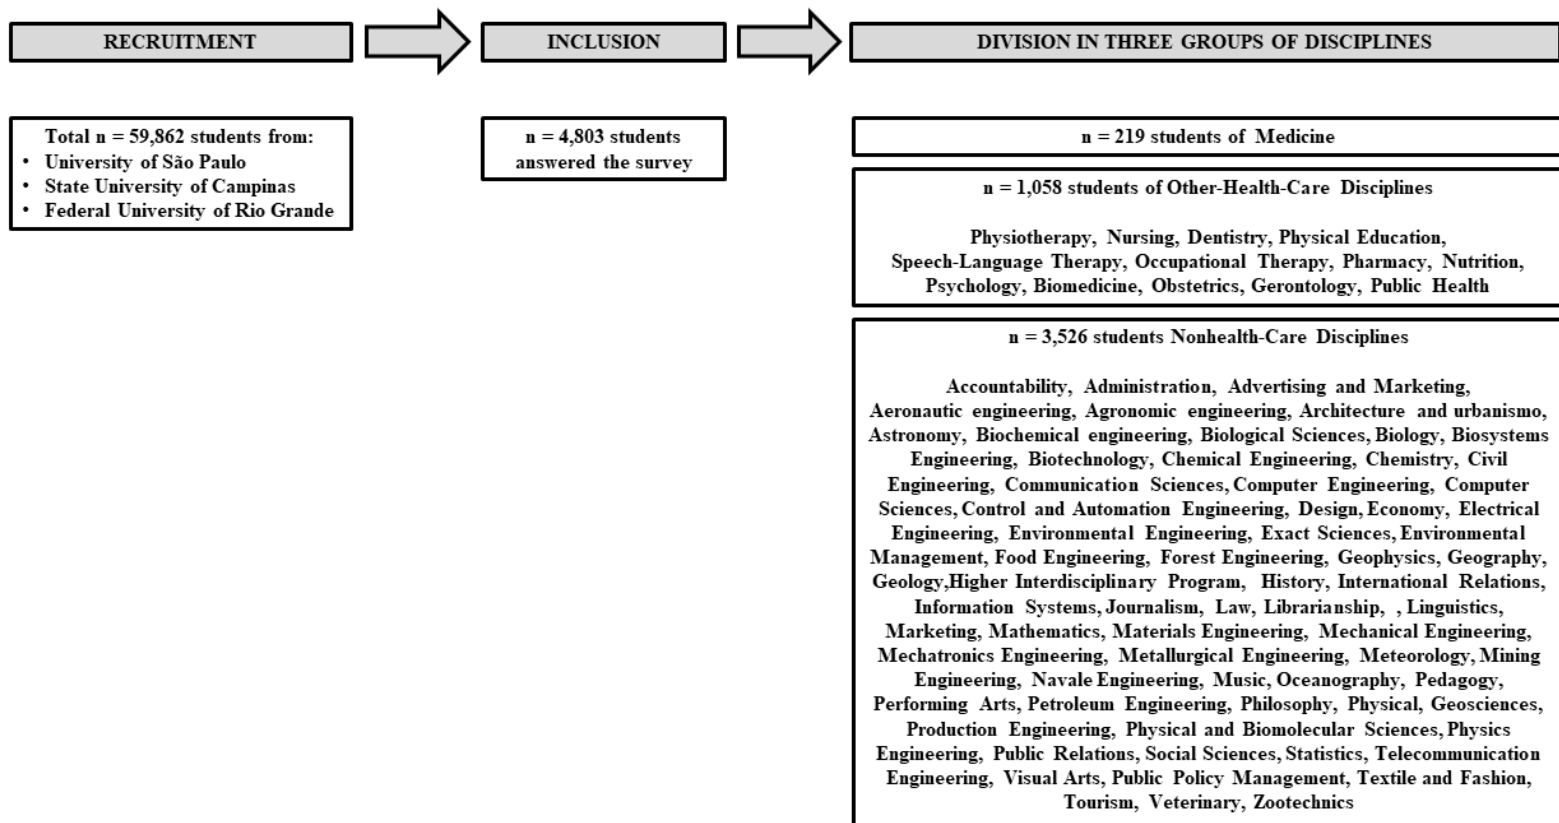 RECRUITMENT
INCLUSION
DIVISION IN THREE GROUPS OF DISCIPLINES
Total n = 59,862 students from:
• University of São Paulo
• State University of Campinas
• Federal University of Rio Grande
n = 4,803 students
answered the survey
n = 219 students of Medicine
n = 1,058 students of Other-Health-Care Disciplines
Physiotherapy, Nursing, Dentistry, Physical Education,
Speech-Language Therapy, Occupational Therapy, Pharmacy, Nutrition,
Psychology, Biomedicine, Obstetrics, Gerontology, Public Health
n = 3,526 students Nonhealth-Care Disciplines
Accountability, Administration, Advertising and Marketing,
Aeronautic engineering, Agronomic engineering, Architecture and urbanismo,
Astronomy, Biochemical engineering, Biological Sciences, Biology, Biosystems
Engineering, Biotechnology, Chemical Engineering, Chemistry, Civil
Engineering, Communication Sciences, Computer Engineering, Computer
Sciences, Control and Automation Engineering, Design, Economy, Electrical
Engineering, Environmental Engineering, Exact Sciences, Environmental
Management, Food Engineering, Forest Engineering, Geophysics, Geography,
Geology,Higher Interdisciplinary Program, History, International Relations,
Information Systems, Journalism, Law, Librarianship, , Linguistics,
Marketing, Mathematics, Materials Engineering, Mechanical Engineering,
Mechatronics Engineering, Metallurgical Engineering, Meteorology, Mining
Engineering, Navale Engineering, Music, Oceanography, Pedagogy,
Performing Arts, Petroleum Engineering, Philosophy, Physical, Geosciences,
Production Engineering, Physical and Biomolecular Sciences, Physics
Engineering, Public Relations, Social Sciences, Statistics, Telecommunication
Engineering, Visual Arts, Public Policy Management, Textile and Fashion,
Tourism, Veterinary, Zootechnics